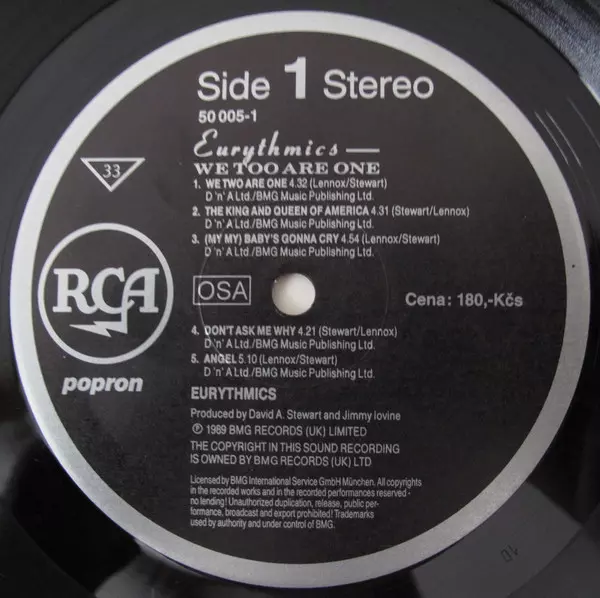 Side 1 Stereo
50 005-1
Eurythmics —
WE TOO ARE ONE
33
1. WE TWO ARE ONE 4.32 (Lennox/Stewart)
D 'n' A Ltd./BMG Music Publishing Ltd.
2. THE KING AND QUEEN OF AMERICA 4.31 (Stewart/Lennox)
D 'n' A Ltd./BMG Music Publishing Ltd.
3. (MY MY) BABY'S GONNA CRY 4.54 (Lennox/Stewart)
D 'n' A Ltd./BMG Music Publishing Ltd.
RCA
popron
OSA
Cena: 180,-Kčs
4. DON'T ASK ME WHY 4.21 (Stewart/Lennox)
D 'n' A Ltd./BMG Music Publishing Ltd.
5. ANGEL 5.10 (Lennox/Stewart)
D 'n' A Ltd./BMG Music Publishing Ltd.
EURYTHMICS
Produced by David A. Stewart and Jimmy Iovine
℗ 1989 BMG RECORDS (UK) LIMITED
THE COPYRIGHT IN THIS SOUND RECORDING
IS OWNED BY BMG RECORDS (UK) LTD
Licensed by BMG International Service GmbH München. All copyrights
in the recorded works and in the recorded performances reserved -
no lending! Unauthorized duplication, release, public per-
formance, broadcast and export prohibited! Trademarks
used by authority and under control of BMG.